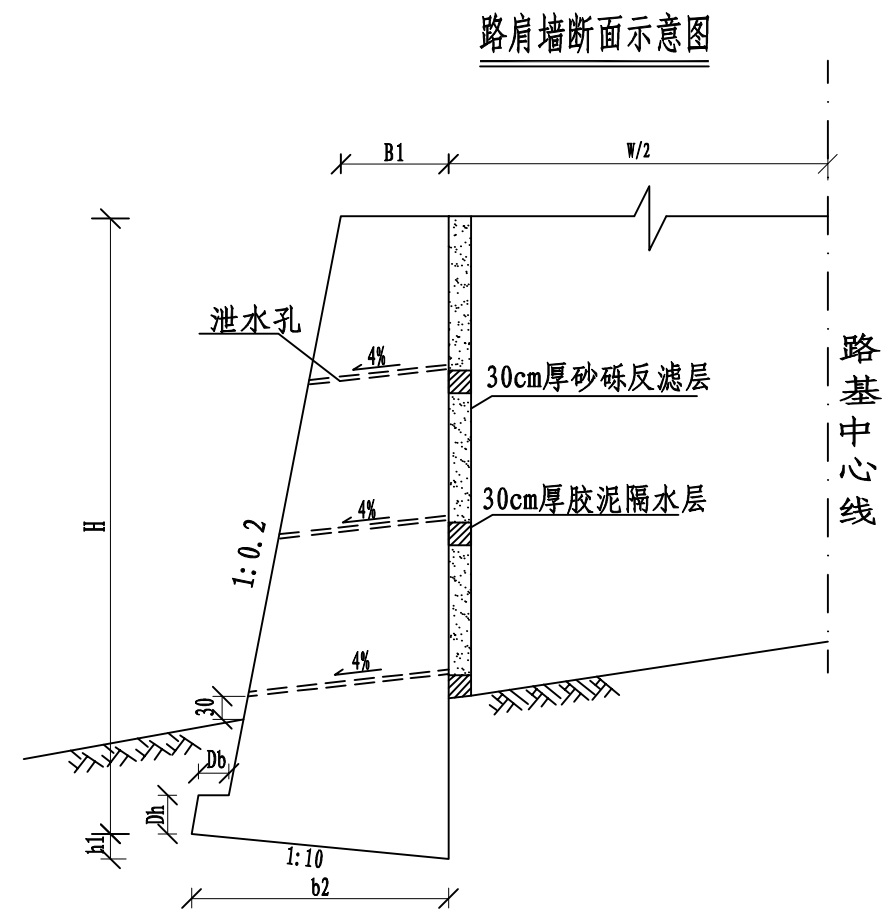 路肩墙断面示意图
B1
W/2
泄水孔
4%
30cm厚砂砾反滤层
路基中心线
H
4%
30cm厚胶泥隔水层
1:0.2
4%
30
Db
Dh
h1
1:10
b2